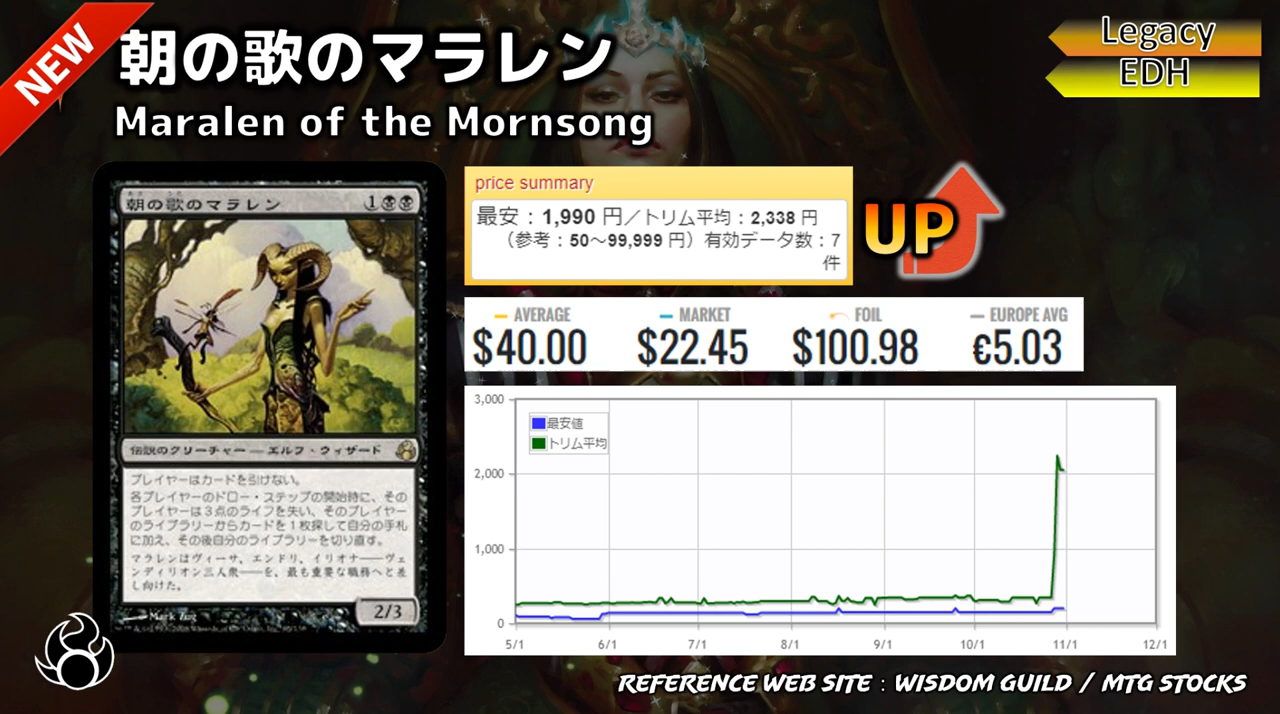 NEW
朝の歌のマラレン
Maralen of the Mornsong
Legacy
EDH
朝の歌のマラレン 1
伝説のクリーチャー — エルフ・ウィザード
プレイヤーはカードを引けない。
各プレイヤーのドロー・ステップの開始時に、その
プレイヤーは３点のライフを失い、そのプレイヤー
のライブラリーからカードを１枚探して自分の手札
に加え、その後自分のライブラリーを切り直す。
マラレンはヴィーサ、エンドリ、イリオナ――ヴェ
ンディリオン三人衆――を、最も重要な職務へと差
し向けた。
Mark Zug
2/3
price summary
最安：1,990 円／トリム平均：2,338 円
（参考：50～99,999 円）有効データ数：7
件
UP
AVERAGE MARKET FOIL EUROPE AVG
$40.00 $22.45 $100.98 €5.03
最安値
トリム平均
3,000
2,000
1,000
0
5/1 6/1 7/1 8/1 9/1 10/1 11/1 12/1
REFERENCE WEB SITE : WISDOM GUILD / MTG STOCKS